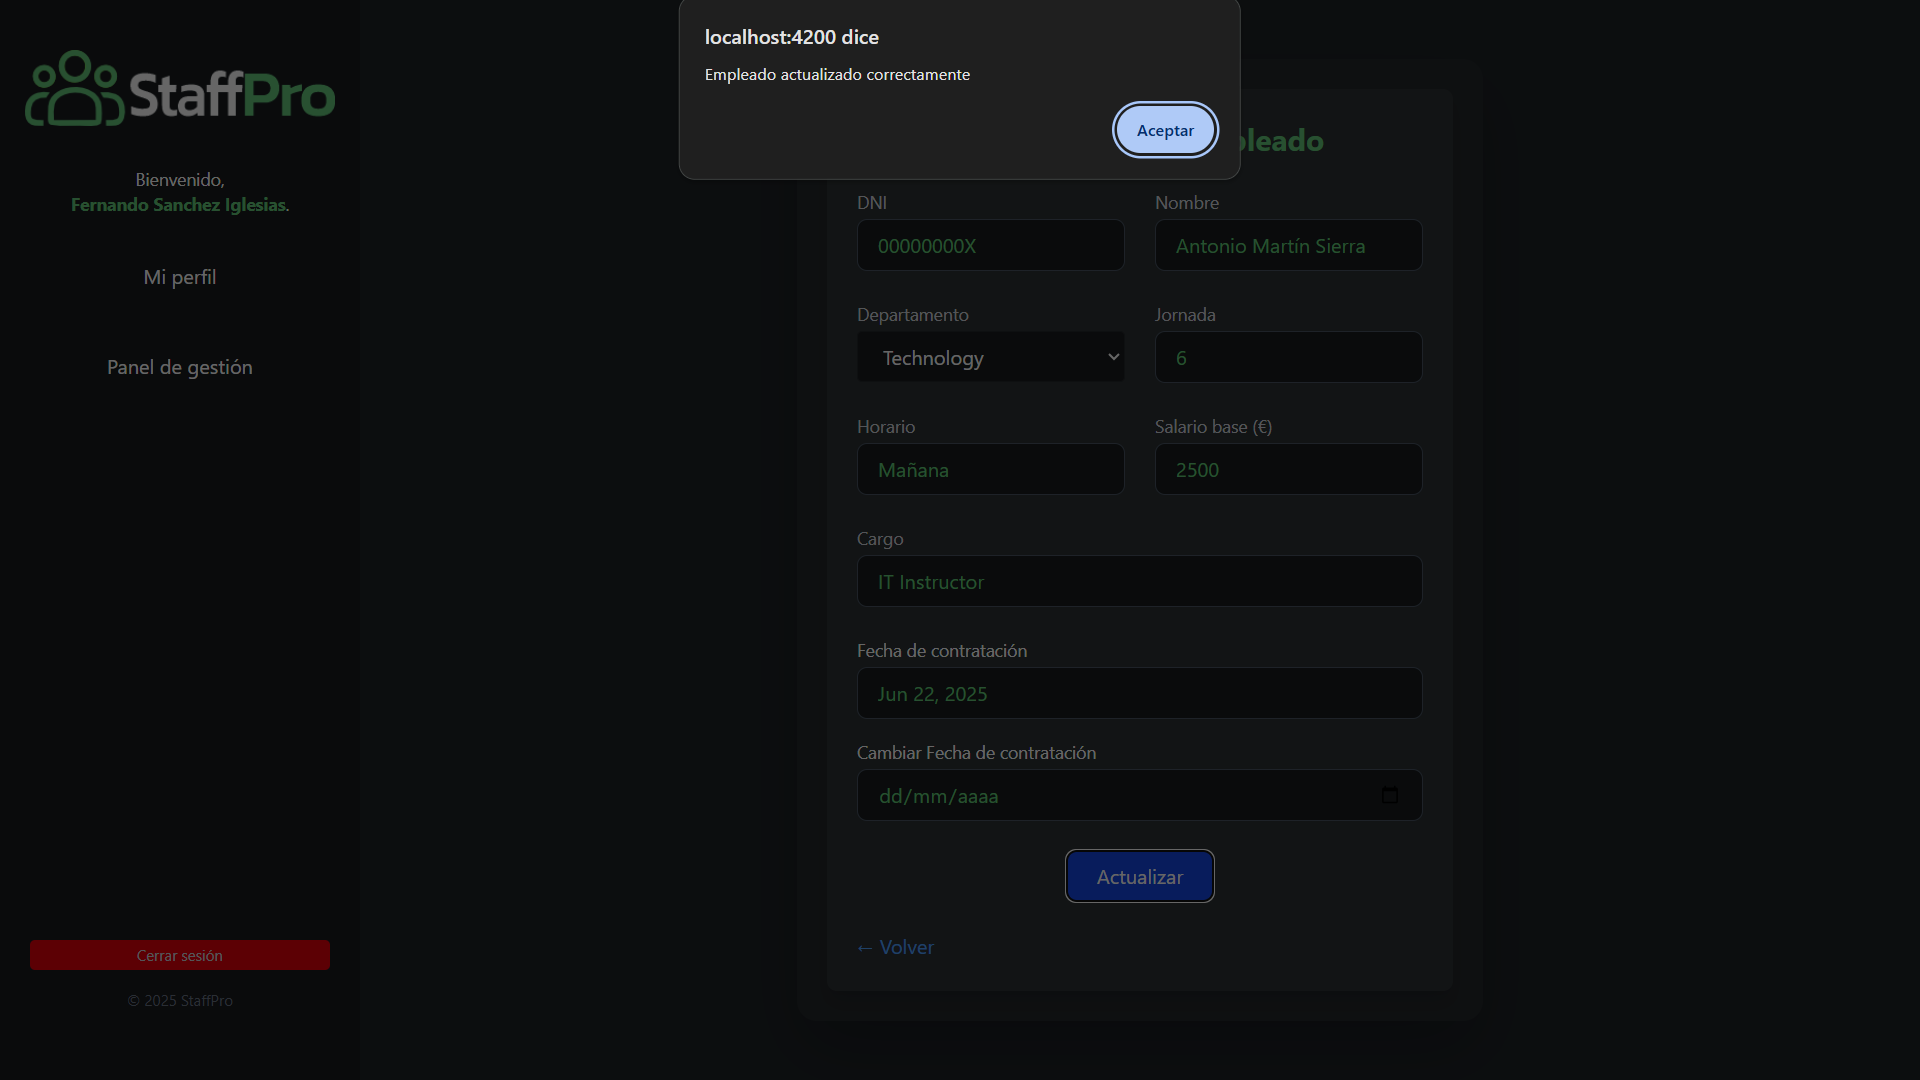 localhost:4200 dice
Empleado actualizado correctamente
Aceptar
StaffPro
Bienvenido,
Fernando Sanchez Iglesias.
Mi perfil
Panel de gestión
Cerrar sesión
© 2025 StaffPro
DNI
Nombre
00000000X
Antonio Martín Sierra
Departamento
Jornada
Technology
6
Horario
Salario base (€)
Mañana
2500
Cargo
IT Instructor
Fecha de contratación
Jun 22, 2025
Cambiar Fecha de contratación
dd/mm/aaaa
Actualizar
← Volver